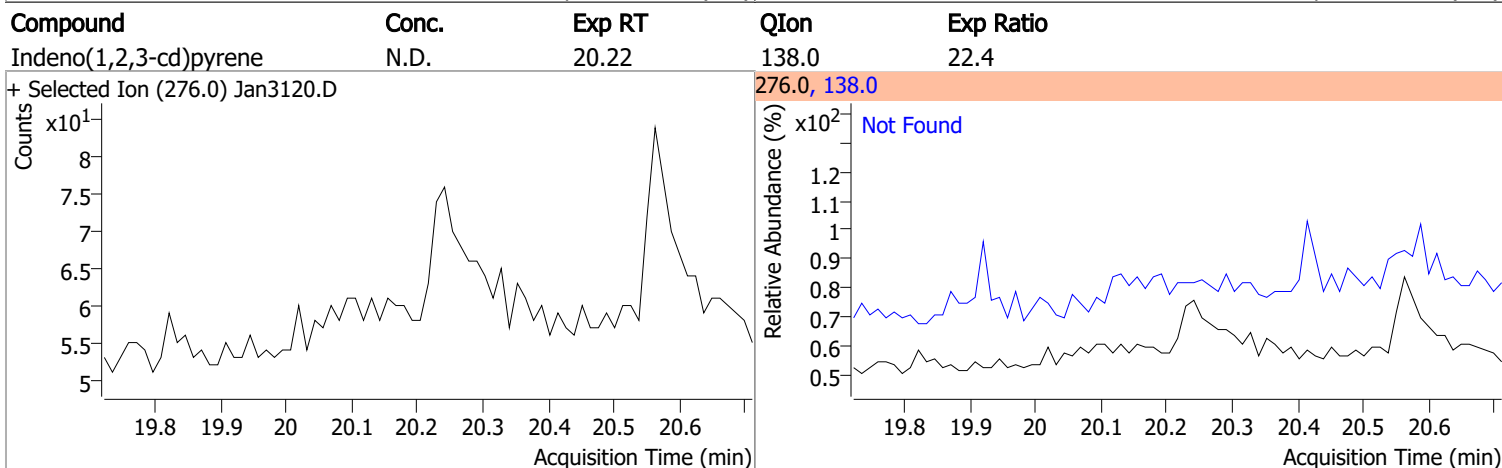 Compound Conc. Exp RT QIon Exp Ratio
Indeno(1,2,3-cd)pyrene N.D. 20.22 138.0 22.4
+ Selected Ion (276.0) Jan3120.D
Counts
x10¹
8
7.5
7
6.5
6
5.5
5
19.8 19.9 20 20.1 20.2 20.3 20.4 20.5 20.6
Acquisition Time (min)
276.0, 138.0
Relative Abundance (%)
x10²
Not Found
1.2
1.1
1
0.9
0.8
0.7
0.6
0.5
19.8 19.9 20 20.1 20.2 20.3 20.4 20.5 20.6
Acquisition Time (min)